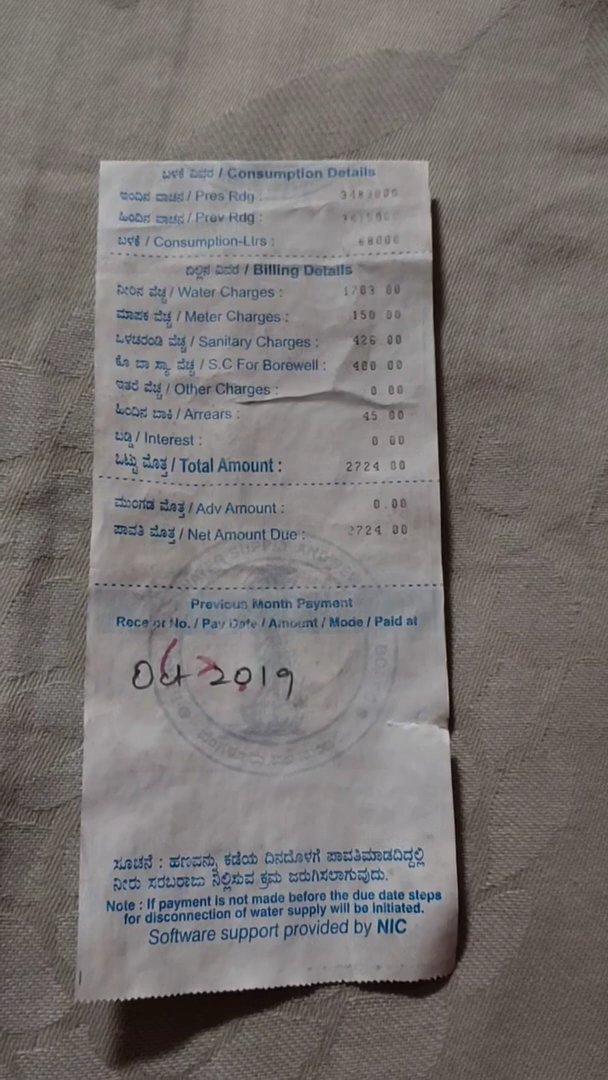 ಬಳಕೆ ವಿವರ / Consumption Details
ಇಂದಿನ ವಾಚನ / Pres Rdg :
ಹಿಂದಿನ ವಾಚನ / Prev Rdg :
ಬಳಕೆ / Consumption-Ltrs : 68000
ಬಿಲ್ಲಿನ ವಿವರ / Billing Details
ನೀರಿನ ವೆಚ್ಚ / Water Charges : 1703 00
ಮಾಪಕ ವೆಚ್ಚ / Meter Charges : 150 00
ಒಳಚರಂಡಿ ವೆಚ್ಚ / Sanitary Charges : 426 00
ಕೊ ಬಾ ಸ್ಯಾ ವೆಚ್ಚ / S.C For Borewell : 400 00
ಇತರೆ ವೆಚ್ಚ / Other Charges : 0 00
ಹಿಂದಿನ ಬಾಕಿ / Arrears : 45 00
ಬಡ್ಡಿ / Interest : 0 00
ಒಟ್ಟು ಮೊತ್ತ / Total Amount : 2724 00
ಮುಂಗಡ ಮೊತ್ತ / Adv Amount : 0.00
ಪಾವತಿ ಮೊತ್ತ / Net Amount Due : 2724 00
Previous Month Payment
Receipt No. / Pay Date / Amount / Mode / Paid at
Oct 2019
ಸೂಚನೆ : ಹಣವನ್ನು ಕಡೆಯ ದಿನದೊಳಗೆ ಪಾವತಿಮಾಡದಿದ್ದಲ್ಲಿ
ನೀರು ಸರಬರಾಜು ನಿಲ್ಲಿಸುವ ಕ್ರಮ ಜರುಗಿಸಲಾಗುವುದು.
Note : If payment is not made before the due date steps
for disconnection of water supply will be initiated.
Software support provided by NIC